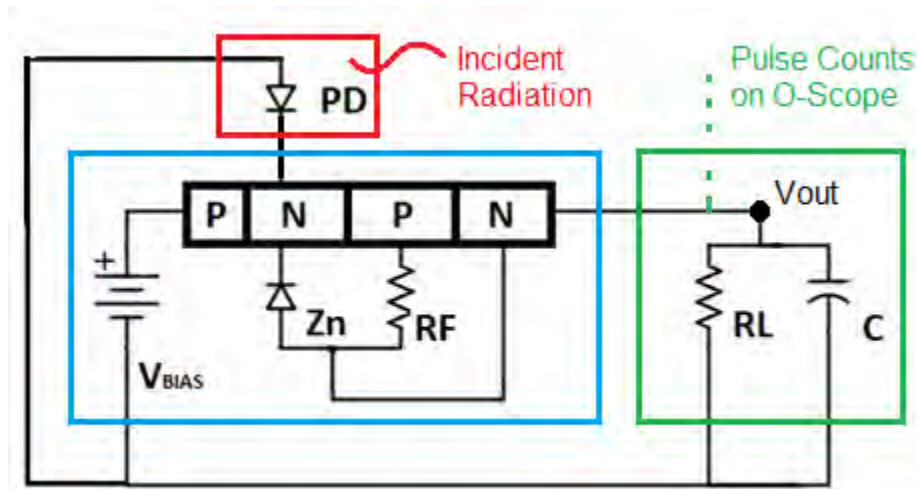 Incident
Radiation
Pulse Counts
on O-Scope
PD
P N P N
Vout
+
Zn
RF
RL
C
VBIAS